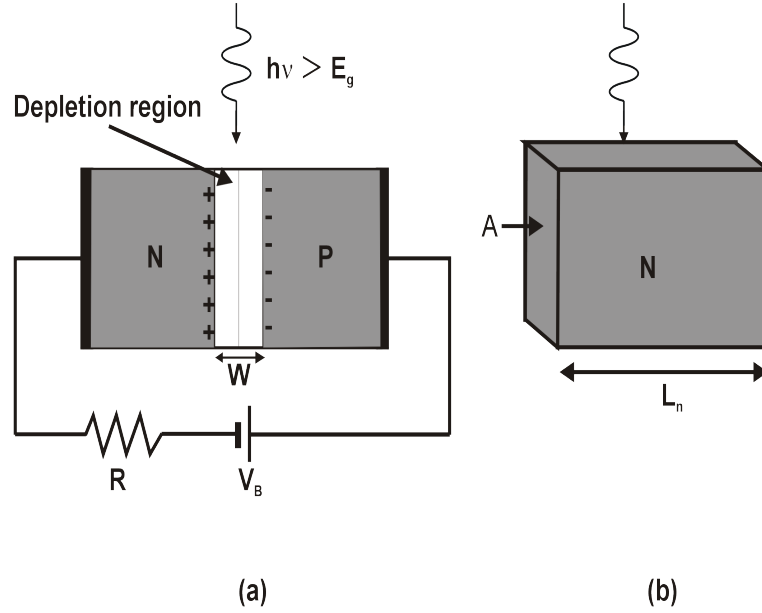 hν > Eg
Depletion region
N
P
+ -
+ -
+ -
+ -
+ -
+ -
W
R
VB
(a)
A
N
Ln
(b)